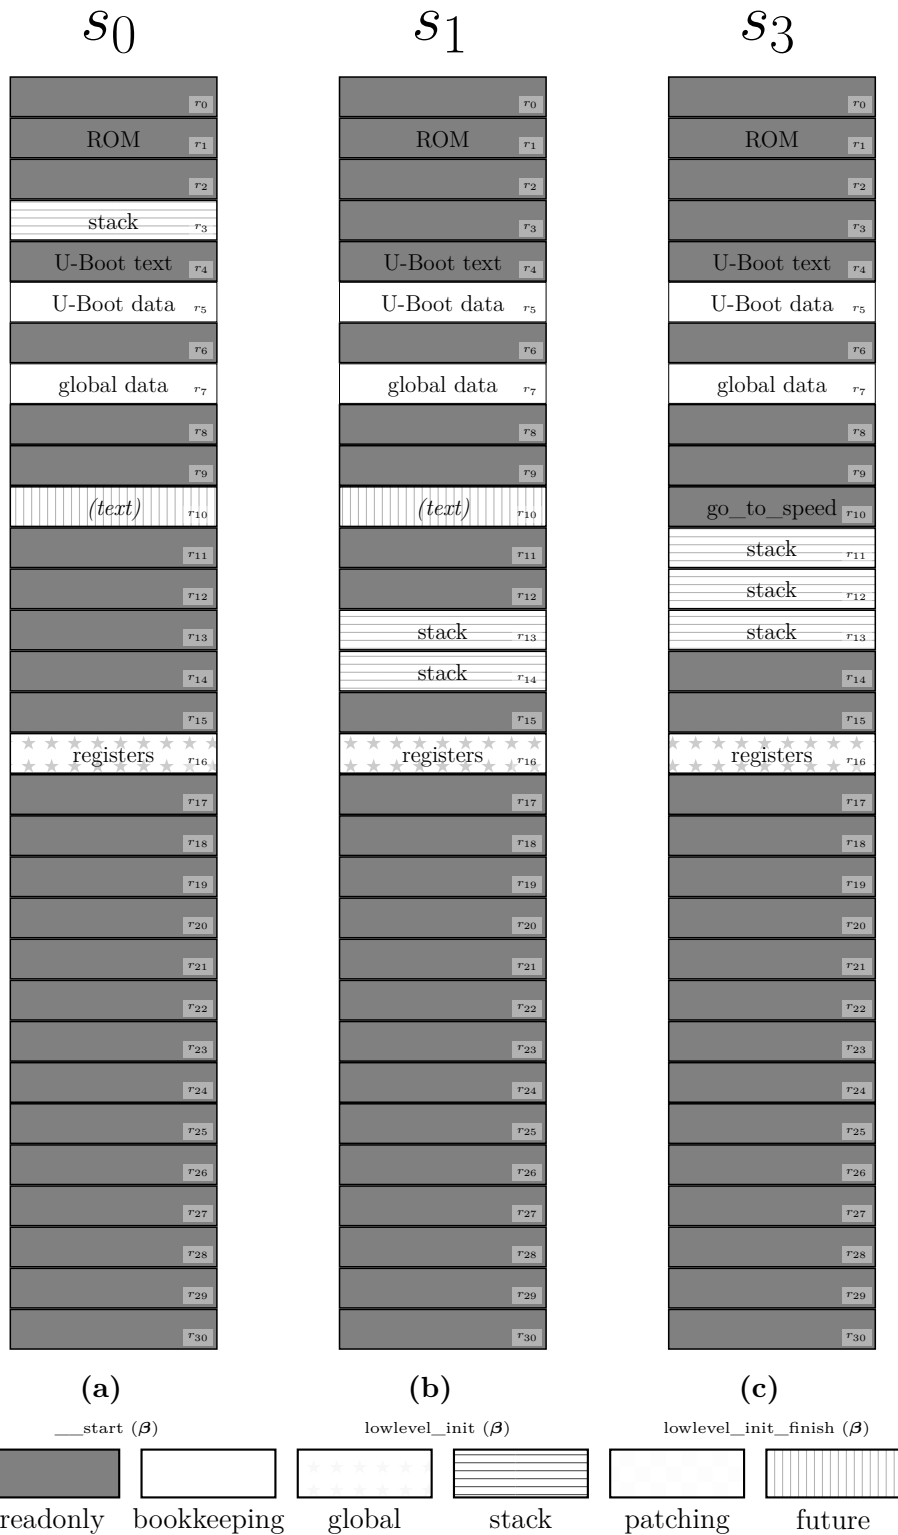 s0
r0
ROM r1
r2
stack r3
U-Boot text r4
U-Boot data r5
r6
global data r7
r8
r9
(text) r10
r11
r12
r13
r14
r15
registers r16
r17
r18
r19
r20
r21
r22
r23
r24
r25
r26
r27
r28
r29
r30
(a)
__start (β)
s1
r0
ROM r1
r2
r3
U-Boot text r4
U-Boot data r5
r6
global data r7
r8
r9
(text) r10
r11
r12
stack r13
stack r14
r15
registers r16
r17
r18
r19
r20
r21
r22
r23
r24
r25
r26
r27
r28
r29
r30
(b)
lowlevel_init (β)
s3
r0
ROM r1
r2
r3
U-Boot text r4
U-Boot data r5
r6
global data r7
r8
r9
go_to_speed r10
stack r11
stack r12
stack r13
r14
r15
registers r16
r17
r18
r19
r20
r21
r22
r23
r24
r25
r26
r27
r28
r29
r30
(c)
lowlevel_init_finish (β)
readonly bookkeeping global stack patching future